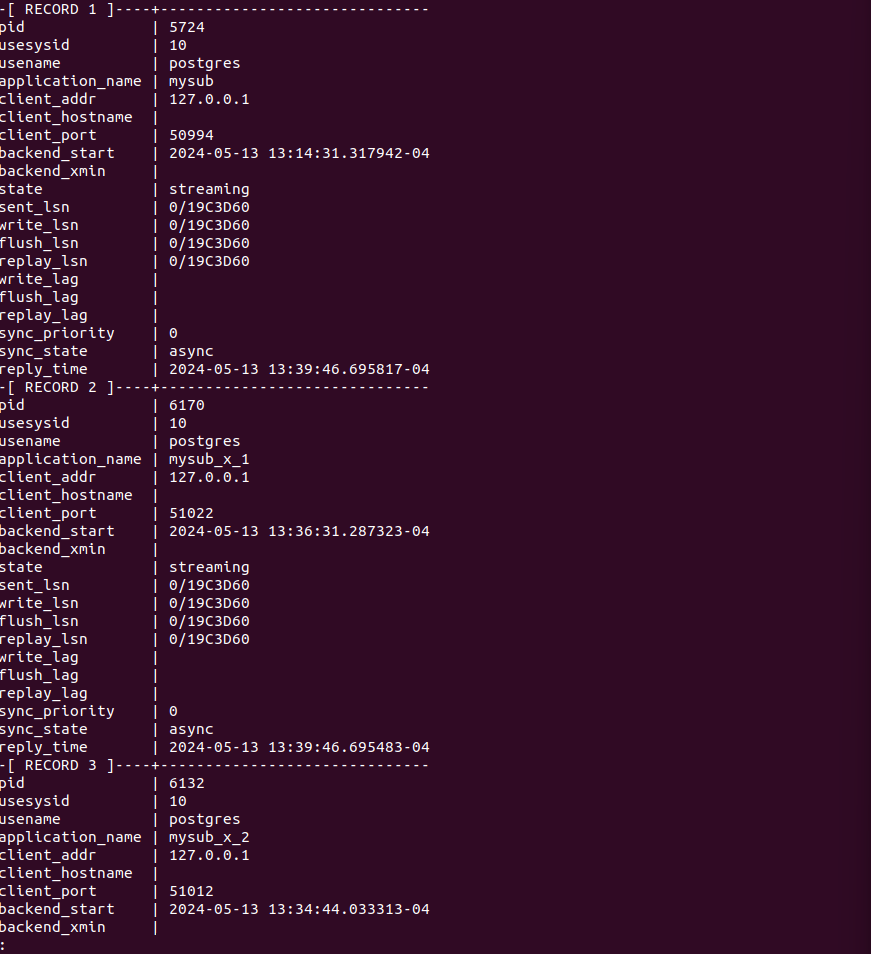 -[ RECORD 1 ]----+------------------------------
pid              | 5724
usesysid         | 10
usename          | postgres
application_name | mysub
client_addr      | 127.0.0.1
client_hostname  |
client_port      | 50994
backend_start    | 2024-05-13 13:14:31.317942-04
backend_xmin     |
state            | streaming
sent_lsn         | 0/19C3D60
write_lsn        | 0/19C3D60
flush_lsn        | 0/19C3D60
replay_lsn       | 0/19C3D60
write_lag        |
flush_lag        |
replay_lag       |
sync_priority    | 0
sync_state       | async
reply_time       | 2024-05-13 13:39:46.695817-04
-[ RECORD 2 ]----+------------------------------
pid              | 6170
usesysid         | 10
usename          | postgres
application_name | mysub_x_1
client_addr      | 127.0.0.1
client_hostname  |
client_port      | 51022
backend_start    | 2024-05-13 13:36:31.287323-04
backend_xmin     |
state            | streaming
sent_lsn         | 0/19C3D60
write_lsn        | 0/19C3D60
flush_lsn        | 0/19C3D60
replay_lsn       | 0/19C3D60
write_lag        |
flush_lag        |
replay_lag       |
sync_priority    | 0
sync_state       | async
reply_time       | 2024-05-13 13:39:46.695483-04
-[ RECORD 3 ]----+------------------------------
pid              | 6132
usesysid         | 10
usename          | postgres
application_name | mysub_x_2
client_addr      | 127.0.0.1
client_hostname  |
client_port      | 51012
backend_start    | 2024-05-13 13:34:44.033313-04
backend_xmin     |
: